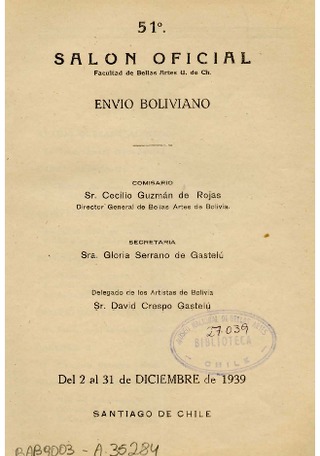 51º.
SALON OFICIAL
Facultad de Bellas Artes U. de Ch.
ENVIO BOLIVIANO
COMISARIO
Sr. Cecilio Guzmán de Rojas
Director General de Bellas Artes de Bolivia.
SECRETARIA
Sra. Gloria Serrano de Gastelú
Delegado de los Artistas de Bolivia
Sr. David Crespo Gastelú
27039
BIBLIOTECA
CHILE
Del 2 al 31 de DICIEMBRE de 1939
SANTIAGO DE CHILE
BAB9003 - A.35284